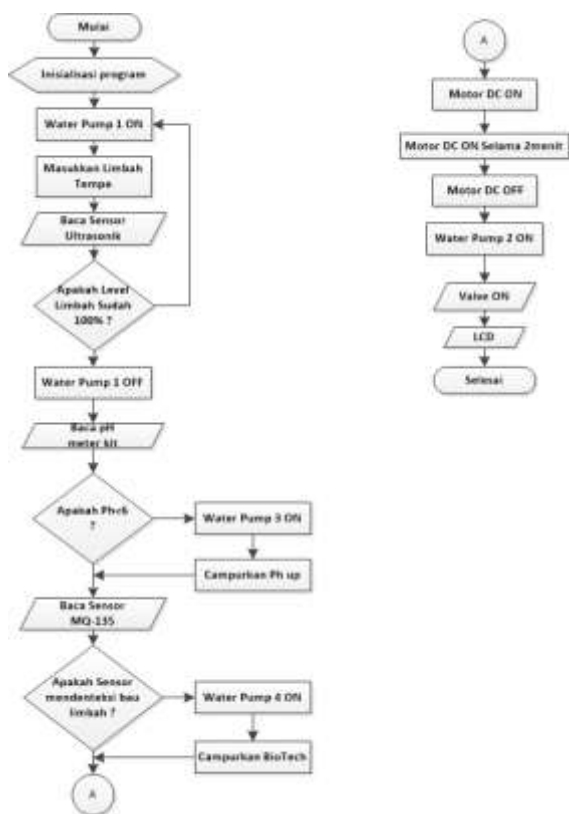 Mulai
Inisialisasi program
Water Pump 1 ON
Masukkan Limbah
Tempe
Baca Sensor
Ultrasonik
Apakah Level
Limbah Sudah
100% ?
Water Pump 1 OFF
Baca pH
meter kit
Apakah Ph<6
?
Water Pump 3 ON
Campurkan Ph up
Baca Sensor
MQ-135
Apakah Sensor
mendenteksi bau
limbah ?
Water Pump 4 ON
Campurkan BioTech
A
A
Motor DC ON
Motor DC ON Selama 2menit
Motor DC OFF
Water Pump 2 ON
Valve ON
LCD
Selesai